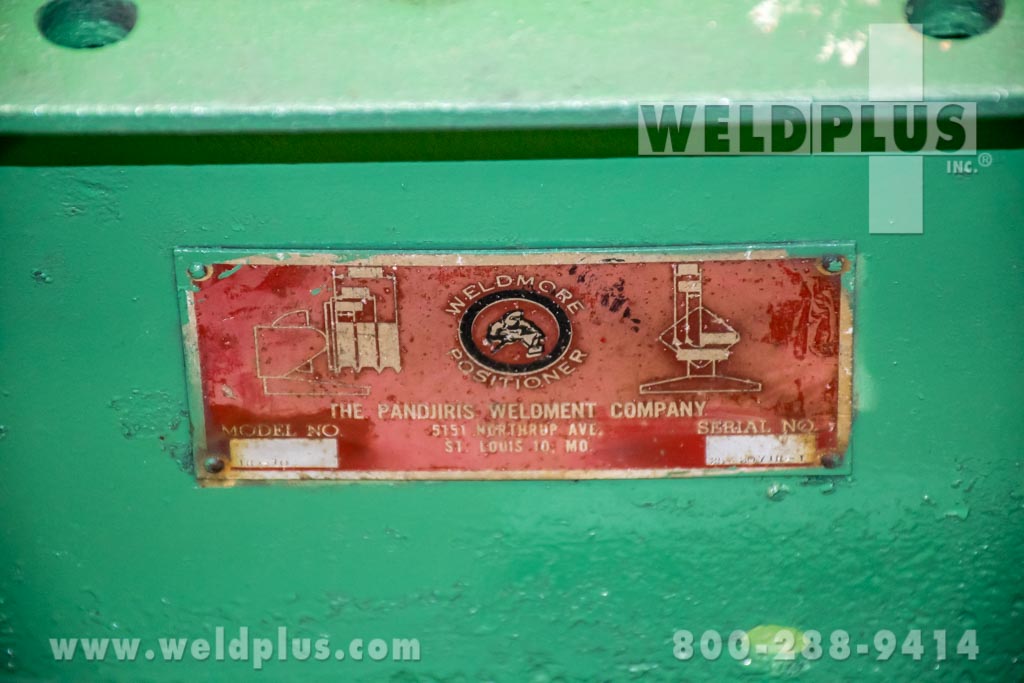 WELDPLUS
INC.®
WELDMORE
POSITIONER
THE PANDJIRIS WELDMENT COMPANY
MODEL NO.
5151 NORTHRUP AVE.
SERIAL NO.
ST. LOUIS 10, MO.
www.weldplus.com
800-288-9414